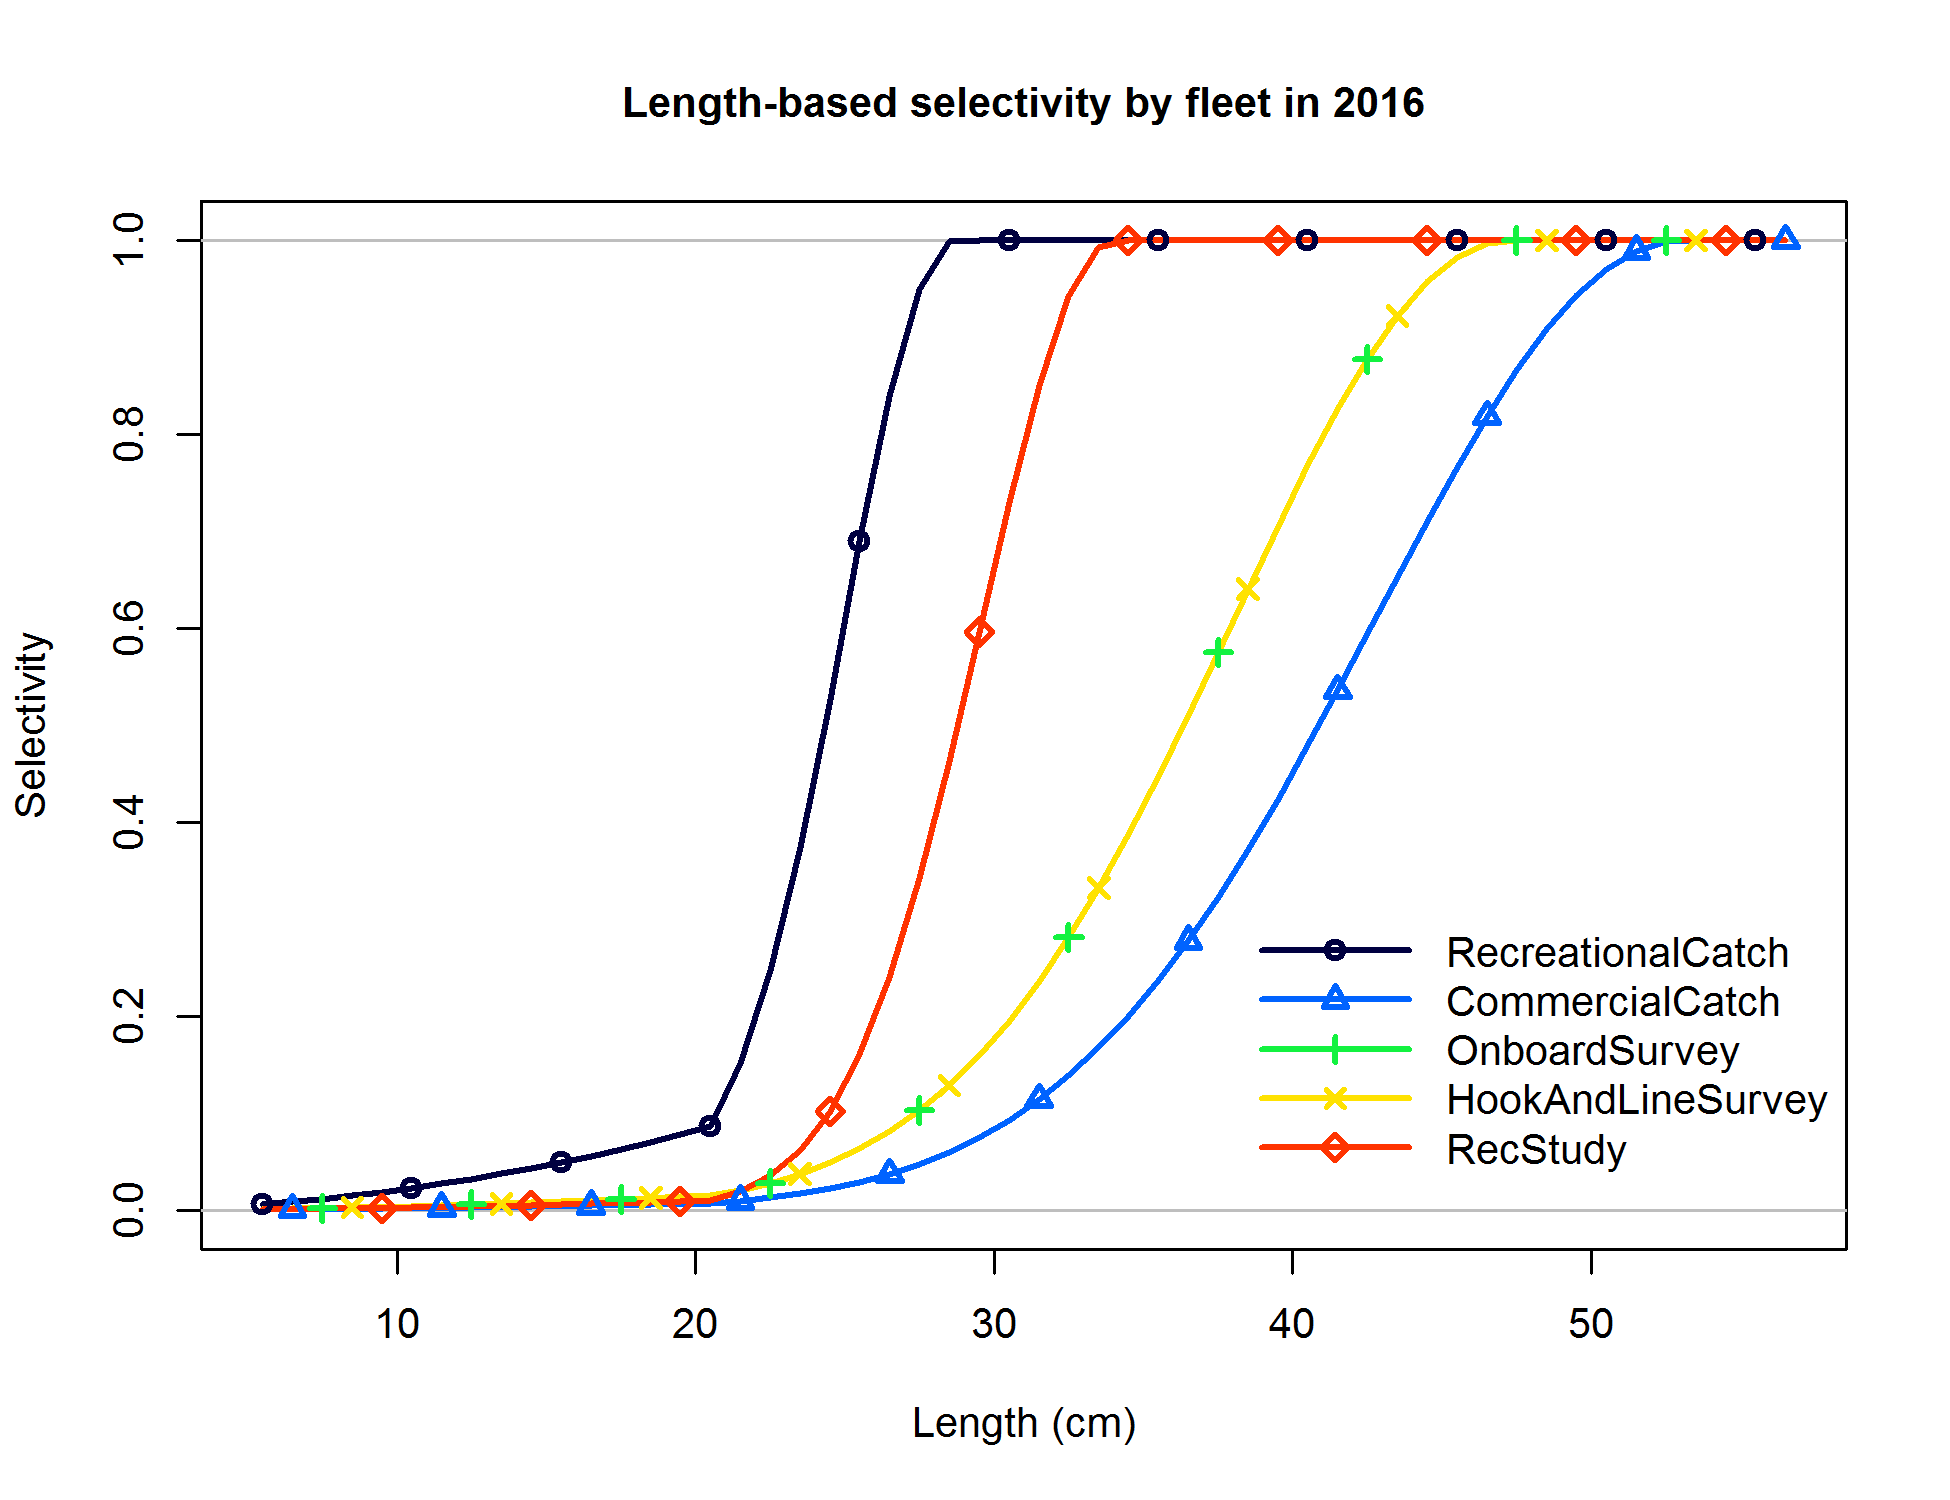 Length-based selectivity by fleet in 2016
Selectivity
1.0
0.8
0.6
0.4
0.2
0.0
RecreationalCatch
CommercialCatch
OnboardSurvey
HookAndLineSurvey
RecStudy
10 20 30 40 50
Length (cm)